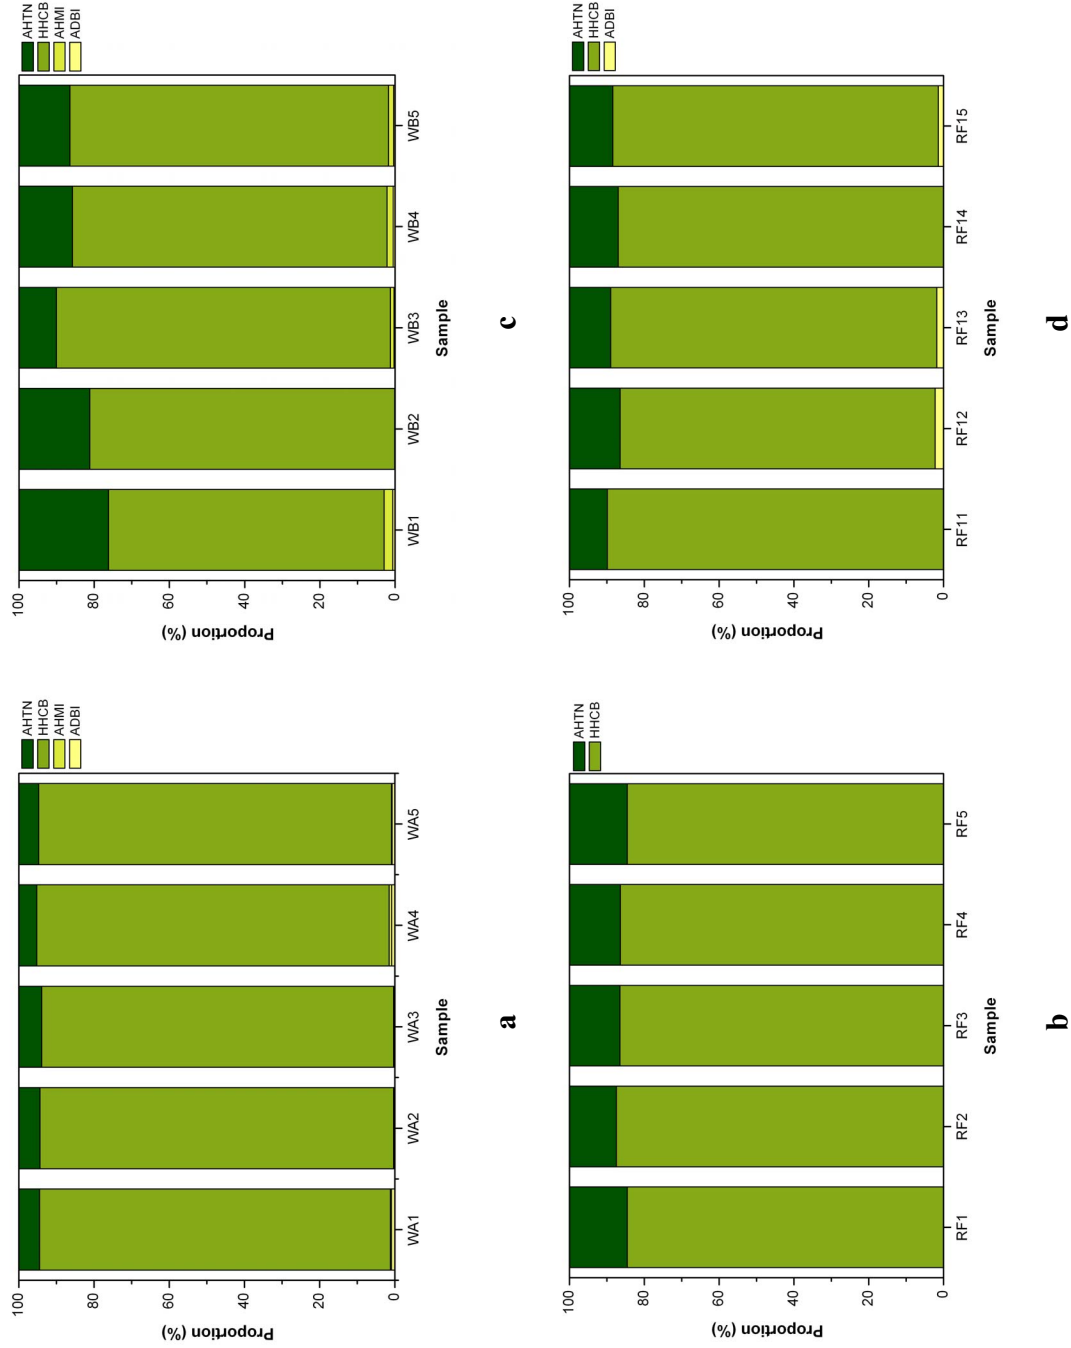 AHTN
HHCB
AHMI
ADBI
100
80
60
40
20
0
Proportion (%)
WA1
WA2
WA3
WA4
WA5
Sample
a
AHTN
HHCB
100
80
60
40
20
0
Proportion (%)
RF1
RF2
RF3
RF4
RF5
Sample
b
AHTN
HHCB
AHMI
ADBI
100
80
60
40
20
0
Proportion (%)
WB1
WB2
WB3
WB4
WB5
Sample
c
AHTN
HHCB
ADBI
100
80
60
40
20
0
Proportion (%)
RF11
RF12
RF13
RF14
RF15
Sample
d